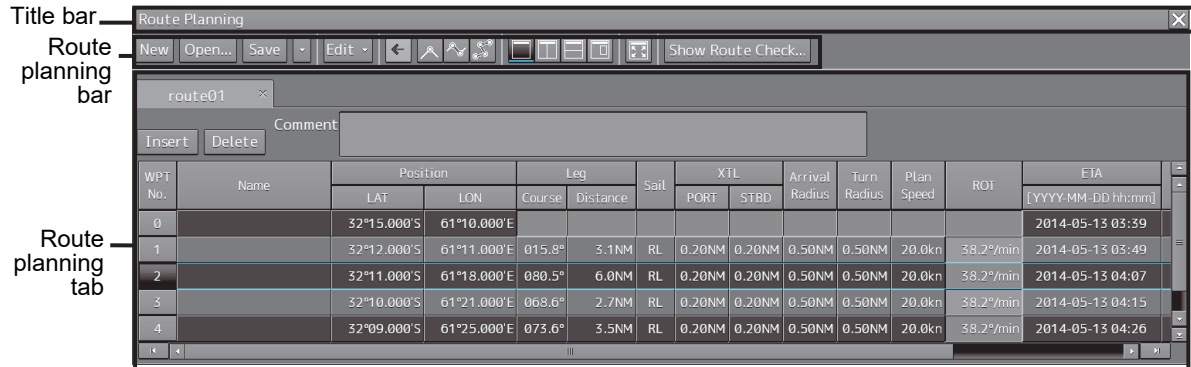 Title bar
Route Planning
Route planning bar
New Open... Save Edit Show Route Check...
route01 ×
Insert Delete Comment
Route planning tab
WPT No. Name Position Leg Sail XTL Arrival Radius Turn Radius Plan Speed ROT ETA
LAT LON Course Distance PORT STBD [YYYY-MM-DD hh:mm]
0 32°15.000'S 61°10.000'E 2014-05-13 03:39
1 32°12.000'S 61°11.000'E 015.8° 3.1NM RL 0.20NM 0.20NM 0.50NM 0.50NM 20.0kn 38.2°/min 2014-05-13 03:49
2 32°11.000'S 61°18.000'E 080.5° 6.0NM RL 0.20NM 0.20NM 0.50NM 0.50NM 20.0kn 38.2°/min 2014-05-13 04:07
3 32°10.000'S 61°21.000'E 068.6° 2.7NM RL 0.20NM 0.20NM 0.50NM 0.50NM 20.0kn 38.2°/min 2014-05-13 04:15
4 32°09.000'S 61°25.000'E 073.6° 3.5NM RL 0.20NM 0.20NM 0.50NM 0.50NM 20.0kn 38.2°/min 2014-05-13 04:26